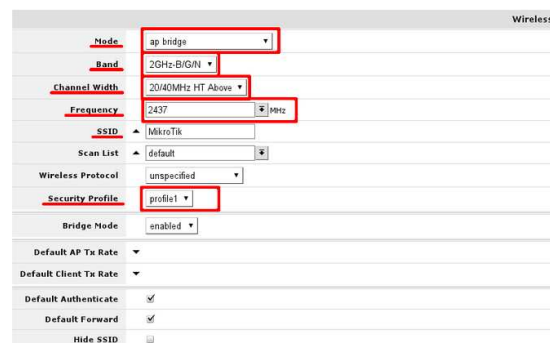 Wireless
Mode ap bridge
Band 2GHz-B/G/N
Channel Width 20/40MHz HT Above
Frequency 2437 MHz
SSID MikroTik
Scan List default
Wireless Protocol unspecified
Security Profile profile1
Bridge Mode enabled
Default AP Tx Rate
Default Client Tx Rate
Default Authenticate
Default Forward
Hide SSID